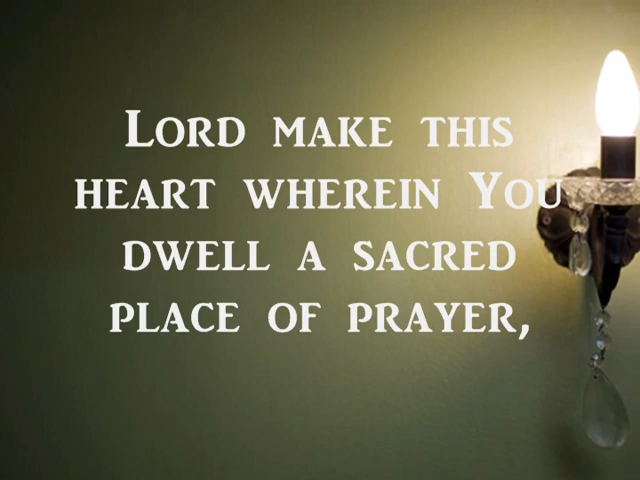 Lord make this
heart wherein You
dwell a sacred
place of prayer,